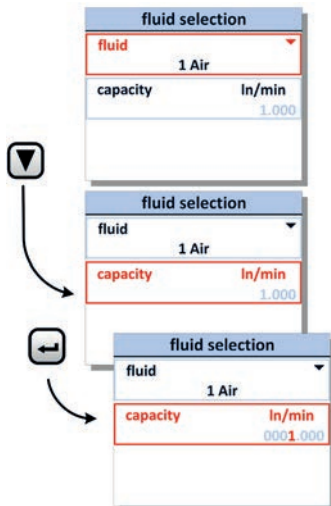 fluid selection
fluid
1 Air
capacity ln/min
1.000
fluid selection
fluid
1 Air
capacity ln/min
1.000
fluid selection
fluid
1 Air
capacity ln/min
0001.000